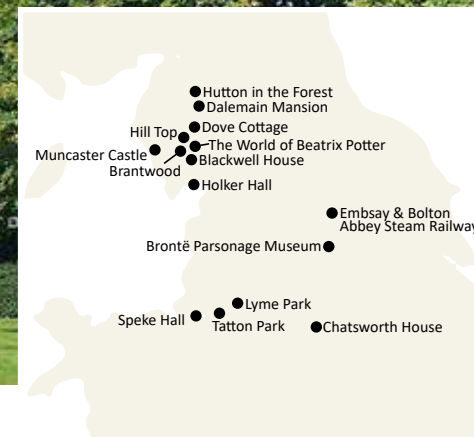 Hutton in the Forest
Dalemain Mansion
Dove Cottage
Hill Top
The World of Beatrix Potter
Muncaster Castle
Blackwell House
Brantwood
Holker Hall
Embsay & Bolton
Abbey Steam Railway
Brontë Parsonage Museum
Lyme Park
Speke Hall
Tatton Park
Chatsworth House